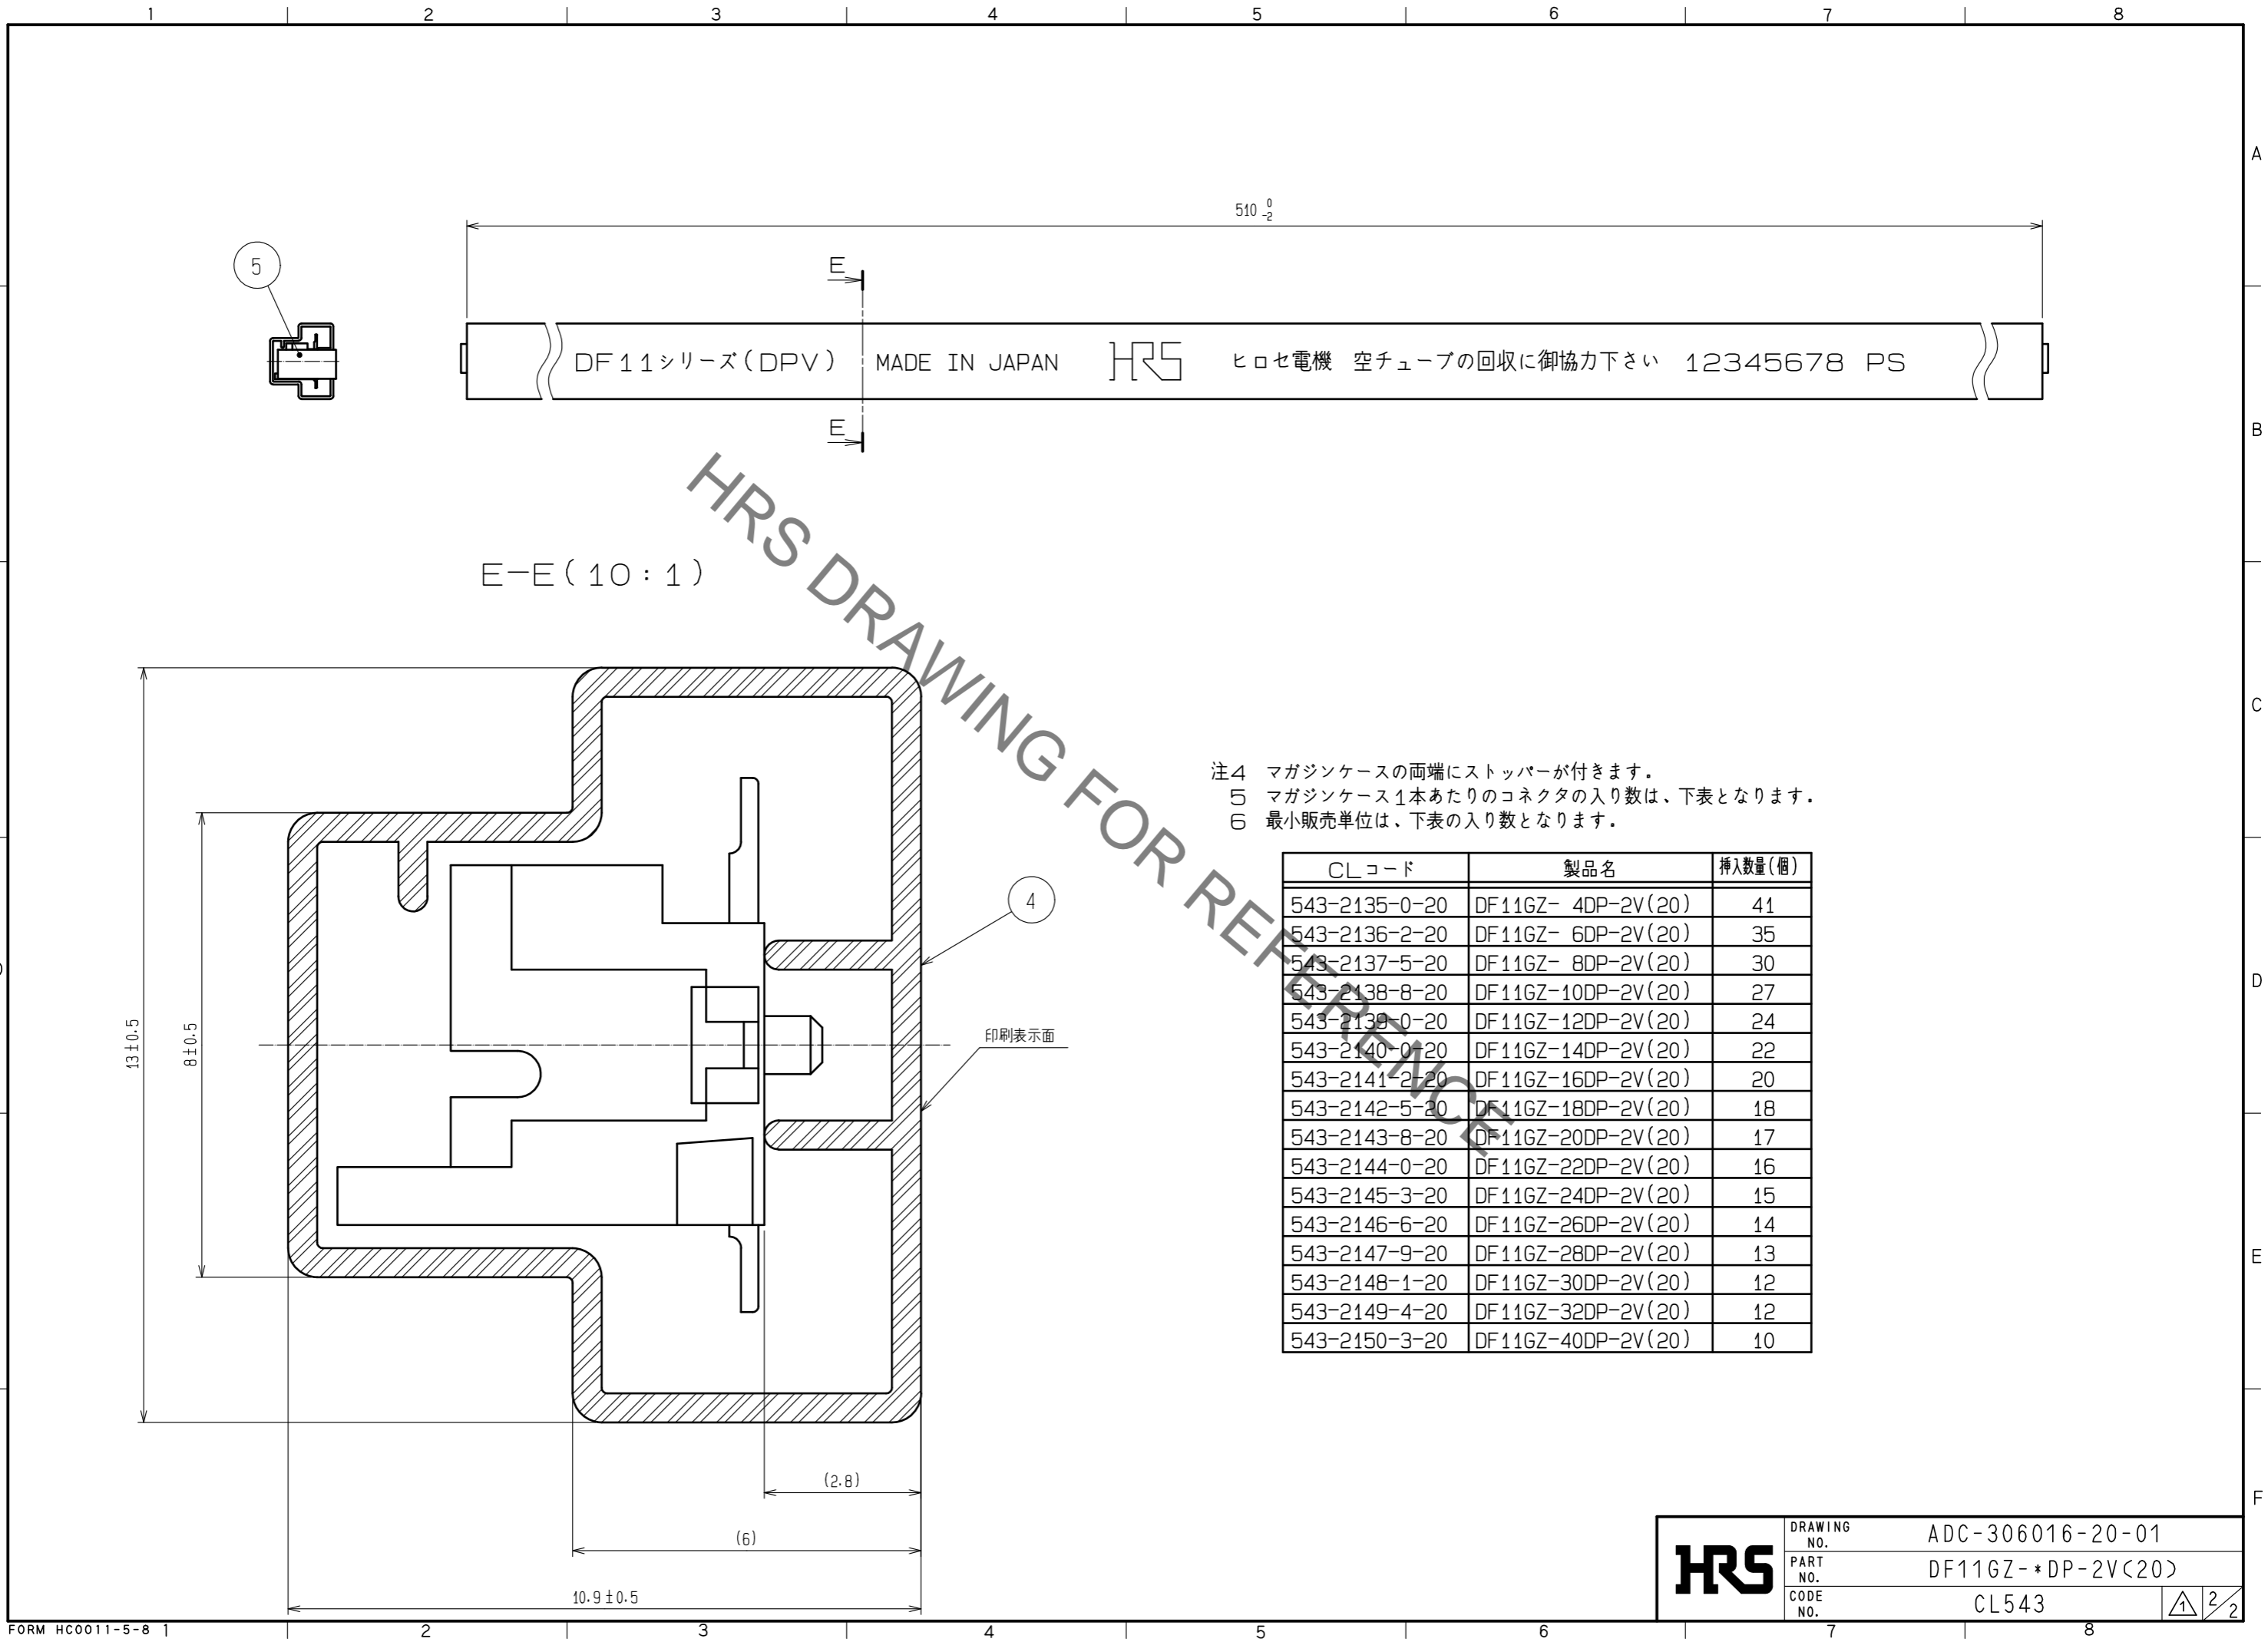 1 2 3 4 5 6 7 8
A
B
C
D
E
F
510 0 -2
5
E
DF11シリーズ(DPV) MADE IN JAPAN HRS ヒロセ電機 空チューブの回収に御協力下さい 12345678 PS
E
HRS DRAWING FOR REFERENCE
E-E(10:1)
13±0.5
8±0.5
4
印刷表示面
(2.8)
(6)
10.9±0.5
注4 マガジンケースの両端にストッパーが付きます.
5 マガジンケース1本あたりのコネクタの入り数は、下表となります.
6 最小販売単位は、下表の入り数となります.
CLコード 製品名 挿入数量(個)
543-2135-0-20 DF11GZ- 4DP-2V(20) 41
543-2136-2-20 DF11GZ- 6DP-2V(20) 35
543-2137-5-20 DF11GZ- 8DP-2V(20) 30
543-2138-8-20 DF11GZ-10DP-2V(20) 27
543-2139-0-20 DF11GZ-12DP-2V(20) 24
543-2140-0-20 DF11GZ-14DP-2V(20) 22
543-2141-2-20 DF11GZ-16DP-2V(20) 20
543-2142-5-20 DF11GZ-18DP-2V(20) 18
543-2143-8-20 DF11GZ-20DP-2V(20) 17
543-2144-0-20 DF11GZ-22DP-2V(20) 16
543-2145-3-20 DF11GZ-24DP-2V(20) 15
543-2146-6-20 DF11GZ-26DP-2V(20) 14
543-2147-9-20 DF11GZ-28DP-2V(20) 13
543-2148-1-20 DF11GZ-30DP-2V(20) 12
543-2149-4-20 DF11GZ-32DP-2V(20) 12
543-2150-3-20 DF11GZ-40DP-2V(20) 10
HRS
DRAWING NO. ADC-306016-20-01
PART NO. DF11GZ-*DP-2V(20)
CODE NO. CL543 1 2/2
FORM HC0011-5-8 1 2 3 4 5 6 7 8